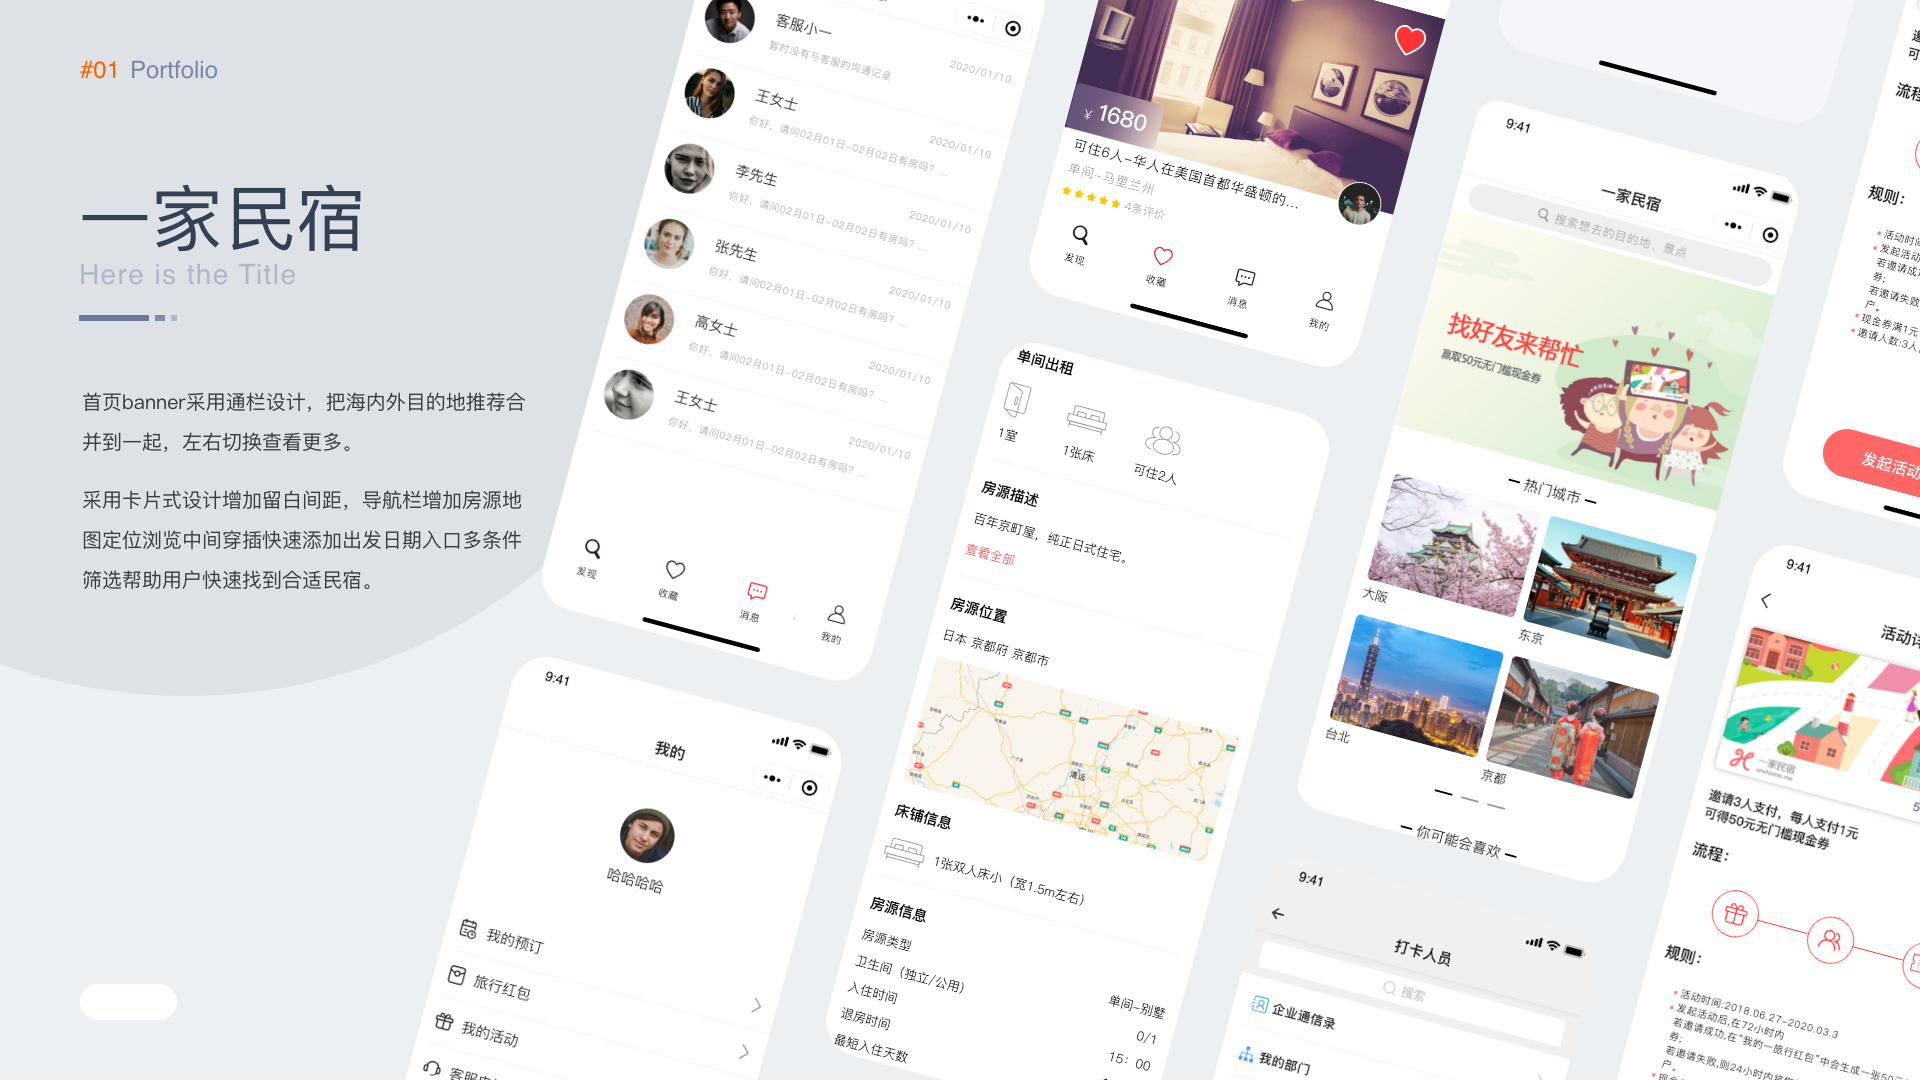 #01 Portfolio
一家民宿
Here is the Title
首页banner采用通栏设计，把海内外目的地推荐合
并到一起，左右切换查看更多。
采用卡片式设计增加留白间距，导航栏增加房源地
图定位浏览中间穿插快速添加出发日期入口多条件
筛选帮助用户快速找到合适民宿。
客服小一
暂时没有与客服的沟通记录
2020/01/10
王女士
你好，请问02月01日-02月02日有房吗？...
2020/01/10
李先生
你好，请问02月01日-02月02日有房吗？...
2020/01/10
张先生
你好，请问02月01日-02月02日有房吗？...
2020/01/10
高女士
你好，请问02月01日-02月02日有房吗？...
2020/01/10
王女士
你好，请问02月01日-02月02日有房吗？...
2020/01/10
发现
收藏
消息
我的
9:41
我的
哈哈哈哈
我的预订
旅行红包
我的活动
¥ 1680
可住6人-华人在美国首都华盛顿的...
单间-马里兰州
4条评价
发现
收藏
消息
我的
单间出租
1室
1张床
可住2人
房源描述
百年京町屋，纯正日式住宅。
查看全部
房源位置
日本 京都府 京都市
清远
床铺信息
1张双人床小（宽1.5m左右）
房源信息
房源类型
单间-别墅
卫生间（独立/公用）
0/1
入住时间
15：00
退房时间
最短入住天数
9:41
一家民宿
搜索想去的目的地、景点
找好友来帮忙
赢取50元无门槛现金券
热门城市
大阪
东京
台北
京都
你可能会喜欢
9:41
打卡人员
搜索
企业通信录
我的部门
规则：
活动时间
发起活动
若邀请成
券；
若邀请失败
户。
现金券满1元
邀请人数:3人
发起活动
9:41
一家民宿
onehome.me
邀请3人支付，每人支付1元
可得50元无门槛现金券
流程：
规则：
活动时间:2018.06.27-2020.03.3
发起活动后,在72小时内
若邀请成功,在"我的一旅行红包"中会生成一张50元
券；
若邀请失败,则24小时内
户。